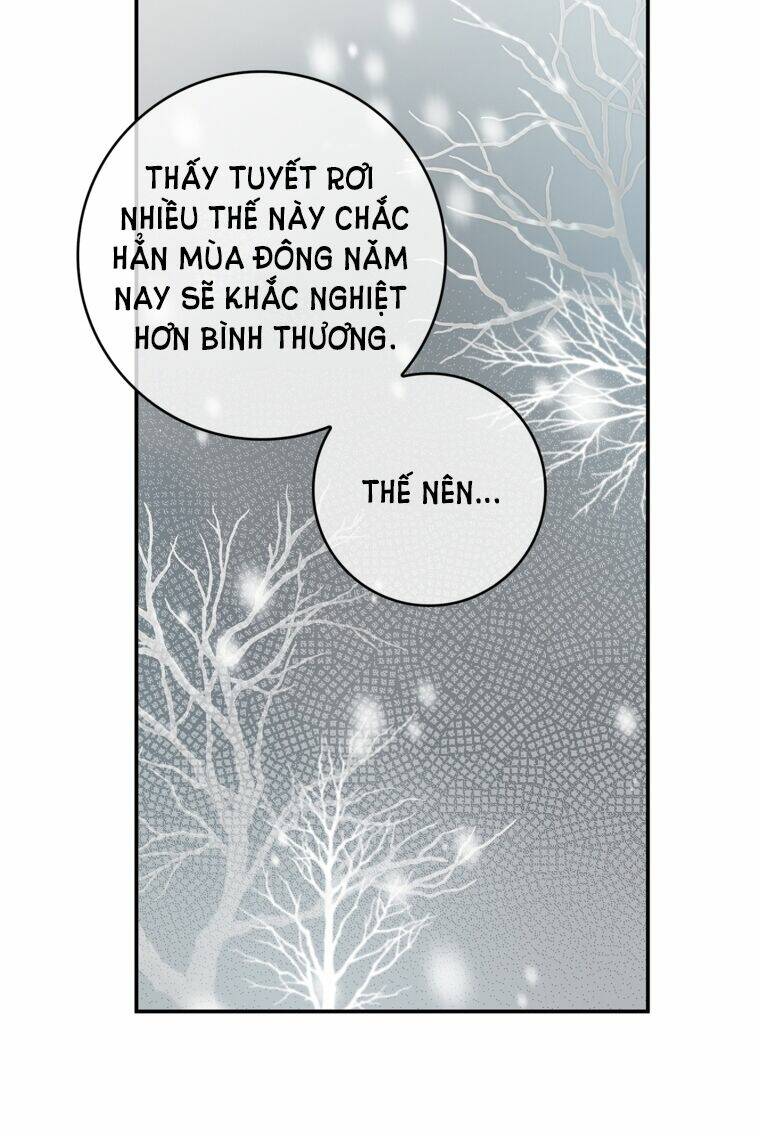 THẤY TUYẾT RƠI
NHIỀU THẾ NÀY CHẮC
HẲN MÙA ĐÔNG NĂM
NAY SẼ KHẮC NGHIỆT
HƠN BÌNH THƯƠNG.
THẾ NÊN...